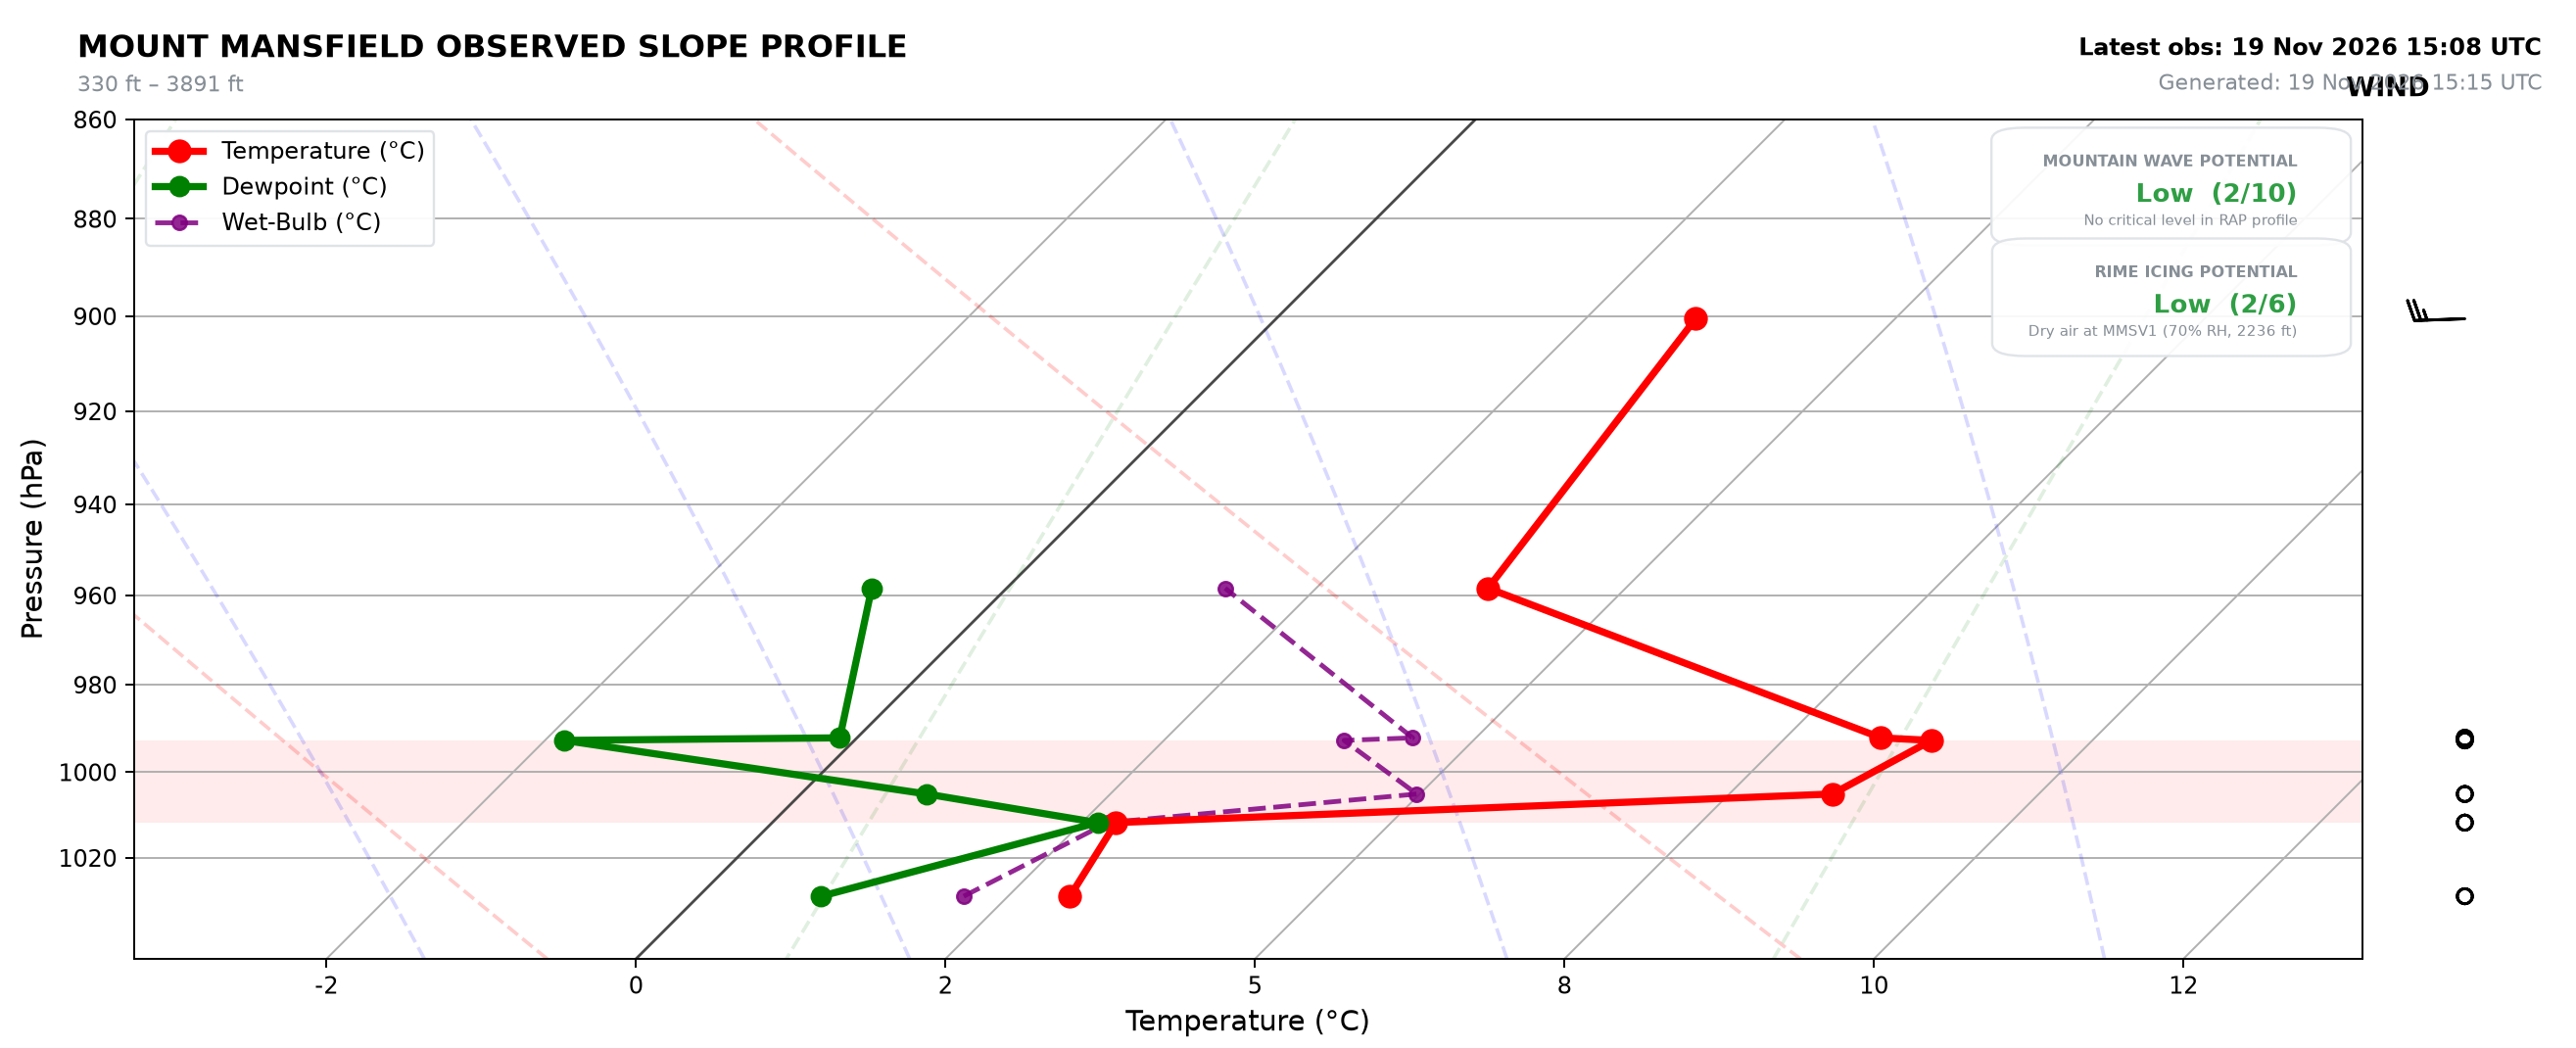 MOUNT MANSFIELD OBSERVED SLOPE PROFILE
330 ft – 3891 ft
Latest obs: 19 Nov 2026 15:08 UTC
Generated: 19 Nov 2026 15:15 UTC
WIND
Temperature (°C)
Dewpoint (°C)
Wet-Bulb (°C)
MOUNTAIN WAVE POTENTIAL
Low (2/10)
No critical level in RAP profile
RIME ICING POTENTIAL
Low (2/6)
Dry air at MMSV1 (70% RH, 2236 ft)
Pressure (hPa)
860
880
900
920
940
960
980
1000
1020
-2
0
2
5
8
10
12
Temperature (°C)